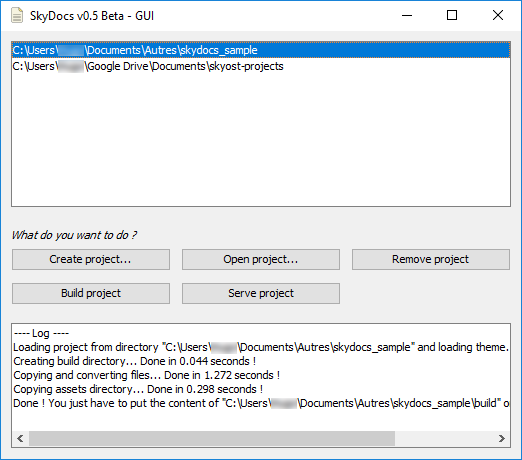 SkyDocs v0.5 Beta - GUI
C:\Users\ \Documents\Autres\skydocs_sample
C:\Users\ \Google Drive\Documents\skyost-projects
What do you want to do ?
Create project... Open project... Remove project
Build project Serve project
---- Log ----
Loading project from directory "C:\Users\ \Documents\Autres\skydocs_sample" and loading theme.
Creating build directory... Done in 0.044 seconds !
Copying and converting files... Done in 1.272 seconds !
Copying assets directory... Done in 0.298 seconds !
Done ! You just have to put the content of "C:\Users\ \Documents\Autres\skydocs_sample\build" o